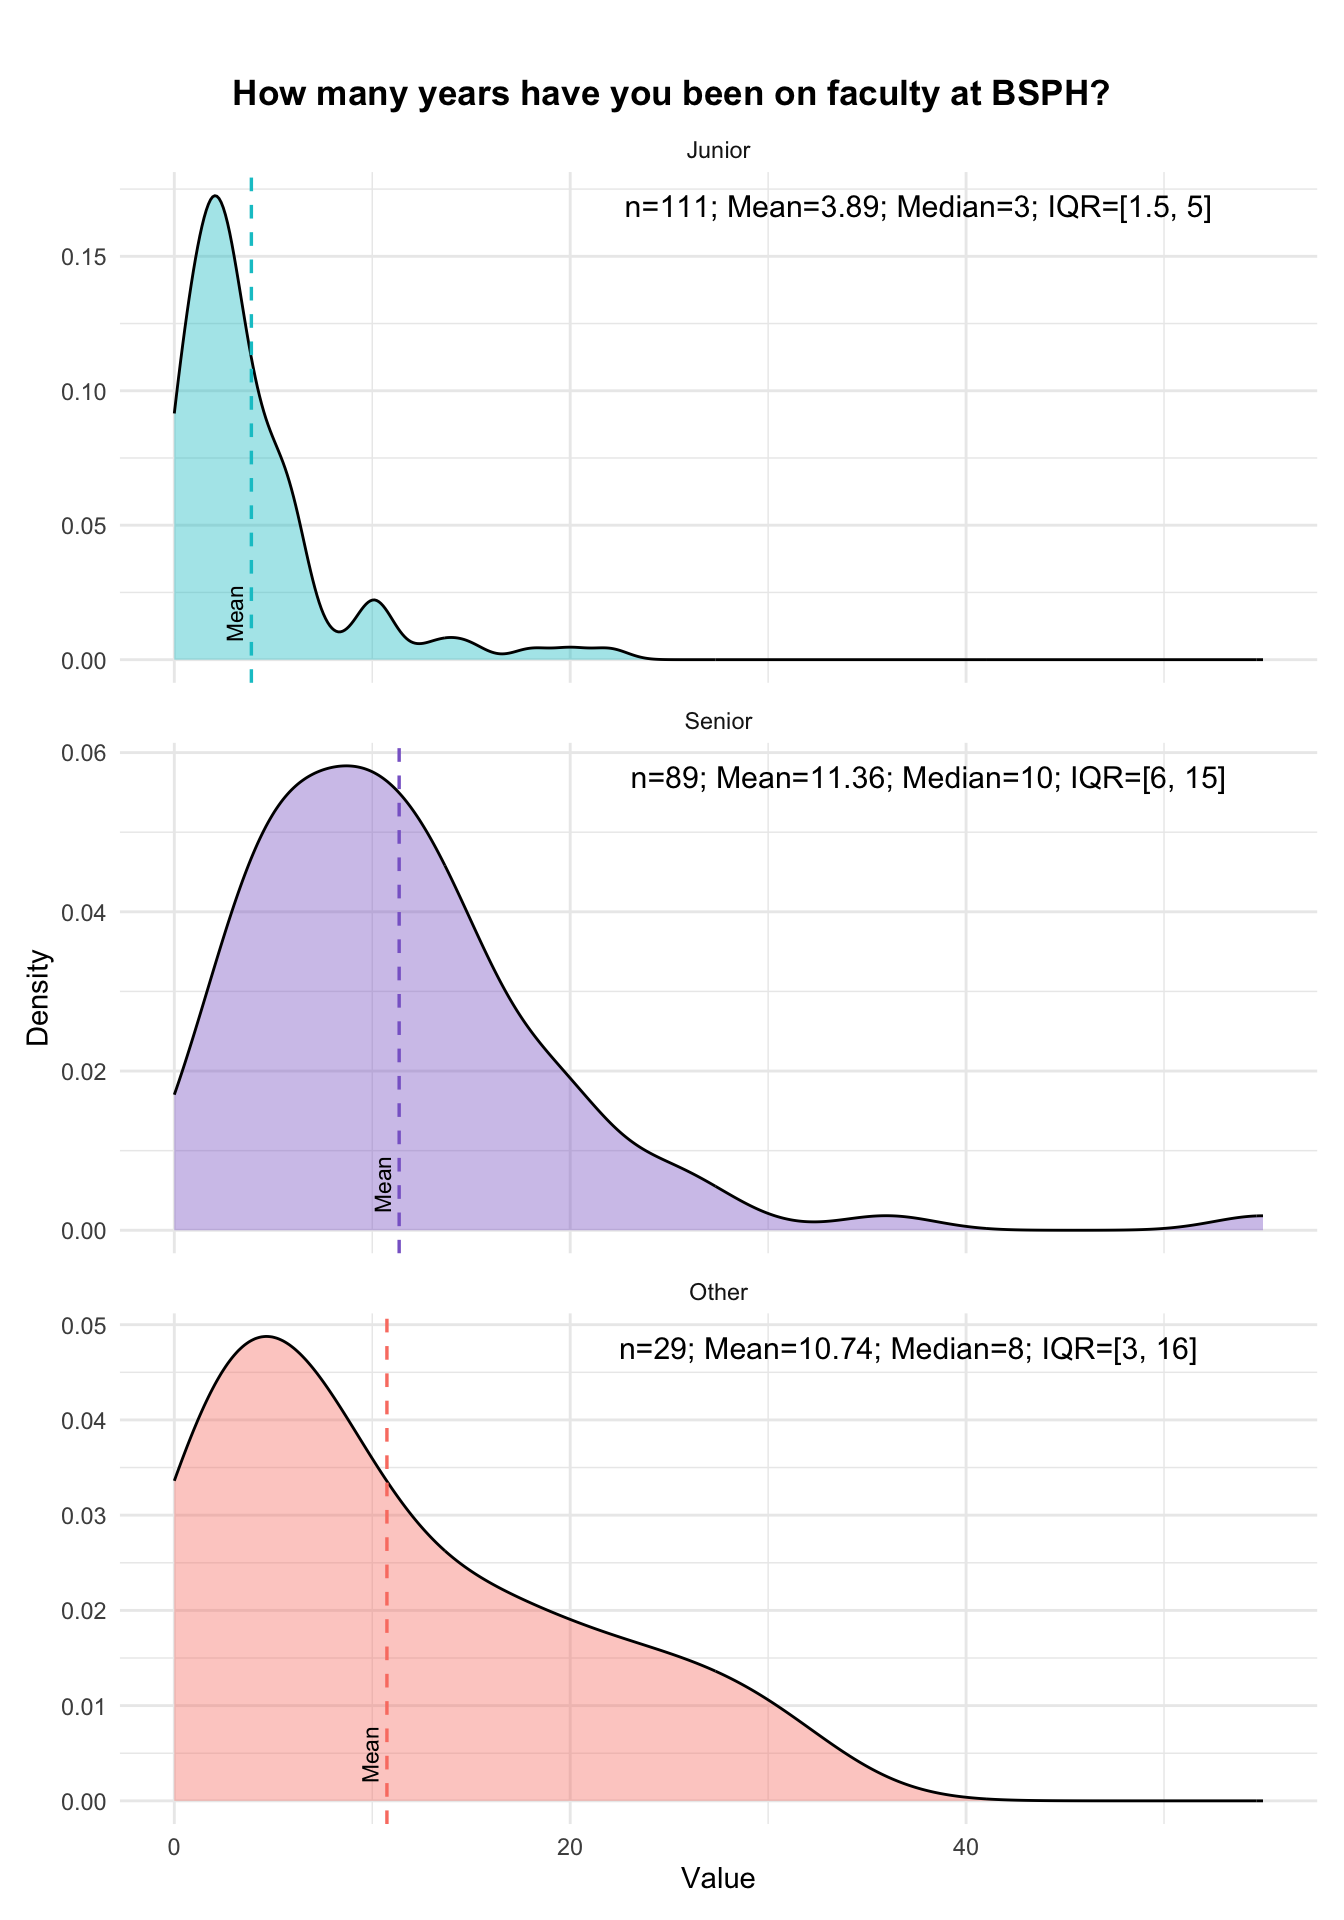 How many years have you been on faculty at BSPH?
Junior
n=111; Mean=3.89; Median=3; IQR=[1.5, 5]
0.15
0.10
0.05
0.00
Mean
Senior
n=89; Mean=11.36; Median=10; IQR=[6, 15]
0.06
0.04
0.02
0.00
Mean
Density
Other
n=29; Mean=10.74; Median=8; IQR=[3, 16]
0.05
0.04
0.03
0.02
0.01
0.00
Mean
0 20 40
Value